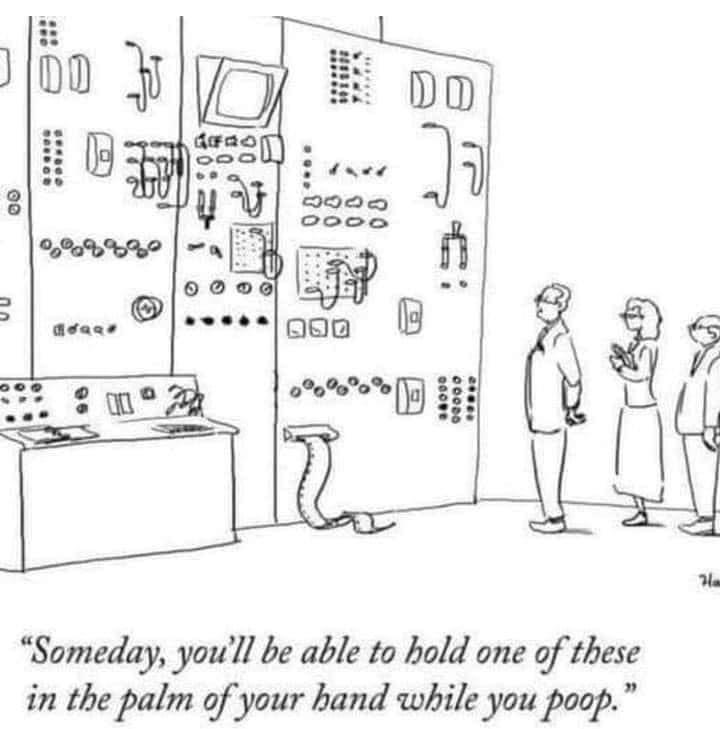 “Someday, you’ll be able to hold one of these
in the palm of your hand while you poop.”